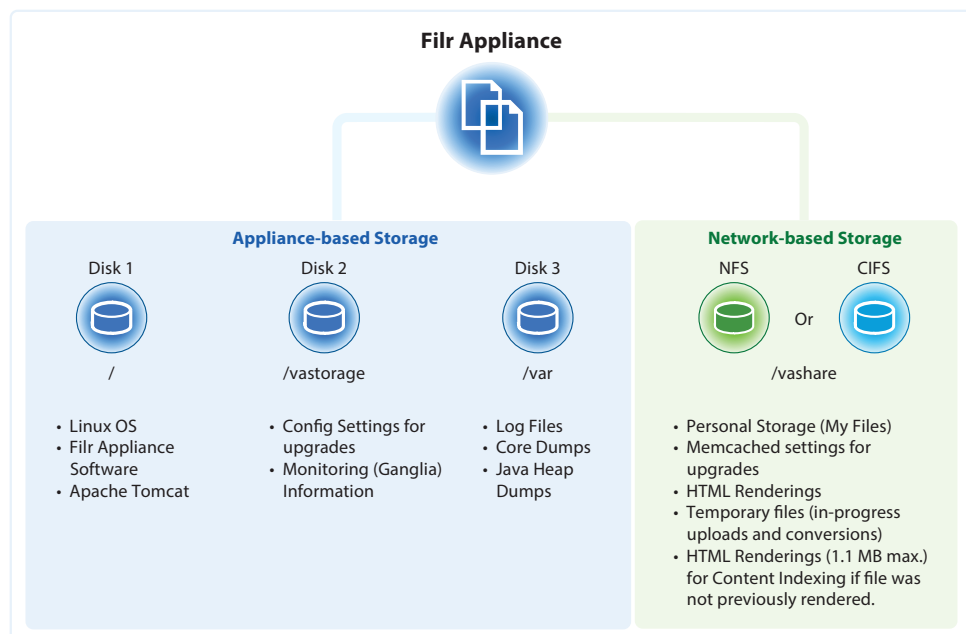 Filr Appliance
Appliance-based Storage
Disk 1
Disk 2
Disk 3
/
/vastorage
/var
• Linux OS
• Filr Appliance
Software
• Apache Tomcat
• Config Settings for
upgrades
• Monitoring (Ganglia)
Information
• Log Files
• Core Dumps
• Java Heap
Dumps
Network-based Storage
NFS
Or
CIFS
/vashare
• Personal Storage (My Files)
• Memcached settings for
upgrades
• HTML Renderings
• Temporary files (in-progress
uploads and conversions)
• HTML Renderings (1.1 MB max.)
for Content Indexing if file was
not previously rendered.